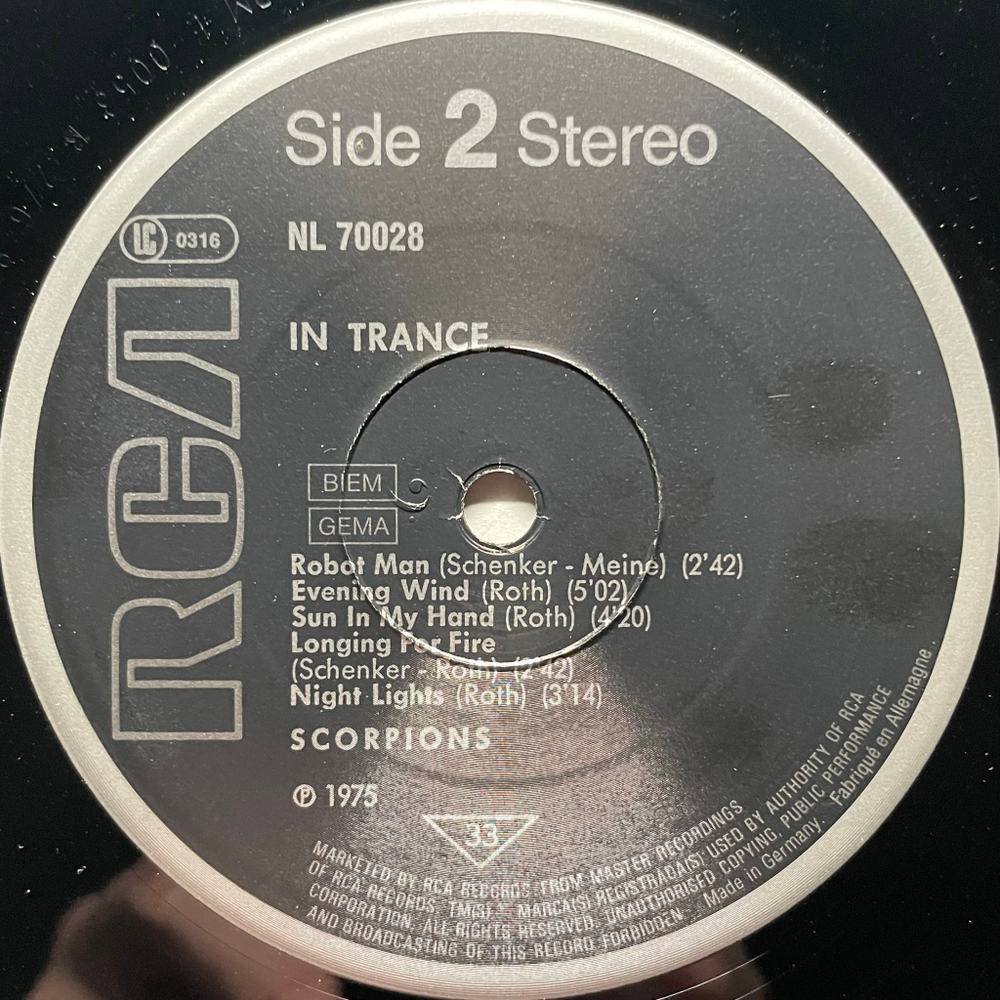 Side 2 Stereo
LC 0316
NL 70028
RCA
IN TRANCE
BIEM
GEMA
Robot Man (Schenker - Meine) (2'42)
Evening Wind (Roth) (5'02)
Sun In My Hand (Roth) (4'20)
Longing For Fire
(Schenker - Roth) (2'42)
Night Lights (Roth) (3'14)
SCORPIONS
℗ 1975
33
MARKETED BY RCA RECORDS FROM MASTER RECORDINGS
OF RCA RECORDS. TM(S) - MARCA(S) REGISTRADA(S) USED BY AUTHORITY OF RCA
CORPORATION. ALL RIGHTS RESERVED. UNAUTHORISED COPYING, PUBLIC PERFORMANCE
AND BROADCASTING OF THIS RECORD FORBIDDEN. Made in Germany. Fabriqué en Allemagne.